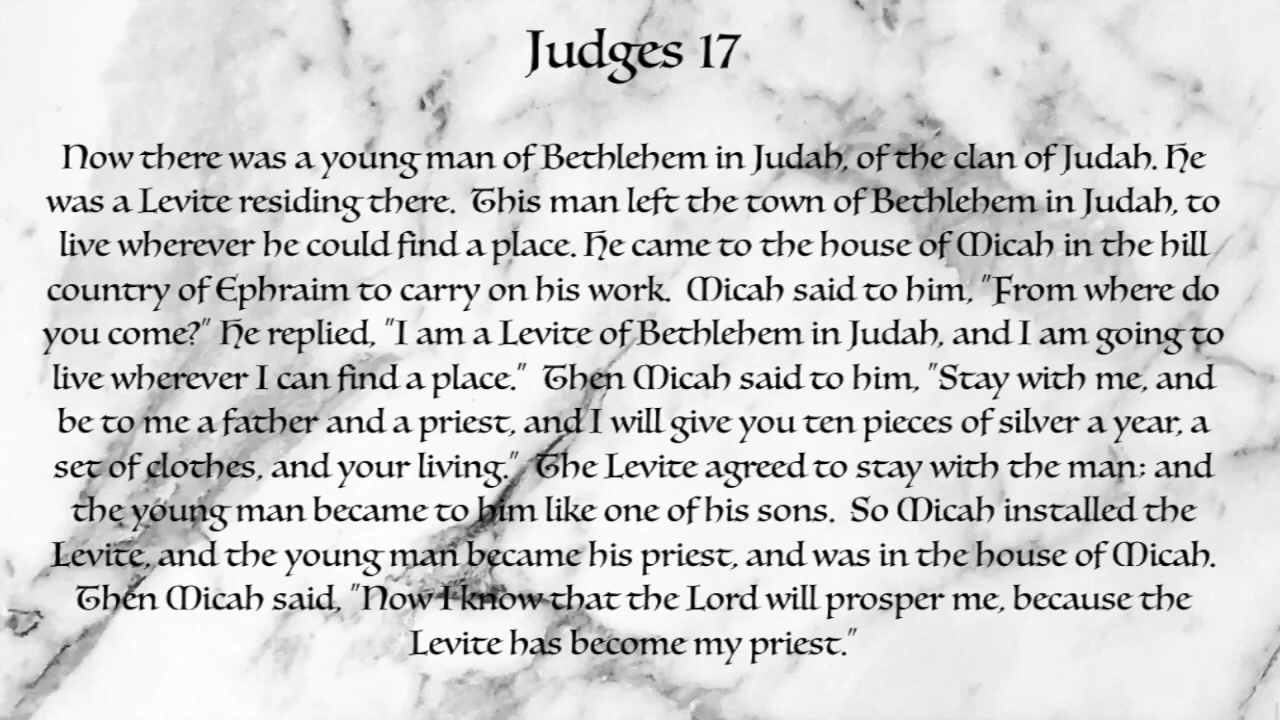 Judges 17
Now there was a young man of Bethlehem in Judah, of the clan of Judah. He
was a Levite residing there. This man left the town of Bethlehem in Judah, to
live wherever he could find a place. He came to the house of Micah in the hill
country of Ephraim to carry on his work. Micah said to him, "From where do
you come?" He replied, "I am a Levite of Bethlehem in Judah, and I am going to
live wherever I can find a place." Then Micah said to him, "Stay with me, and
be to me a father and a priest, and I will give you ten pieces of silver a year, a
set of clothes, and your living." The Levite agreed to stay with the man; and
the young man became to him like one of his sons. So Micah installed the
Levite, and the young man became his priest, and was in the house of Micah.
Then Micah said, "Now I know that the Lord will prosper me, because the
Levite has become my priest."